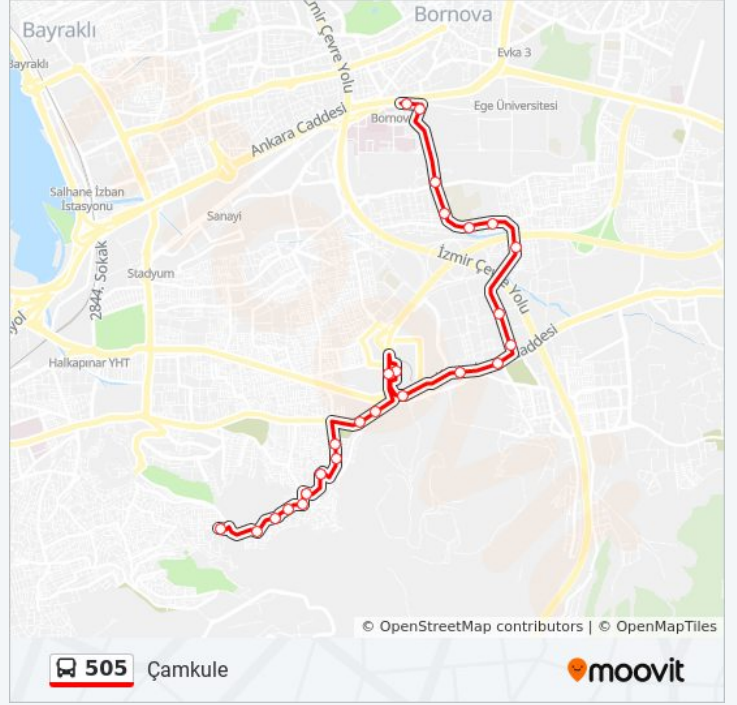 Bornova
Bayraklı
Bayraklı
İzmir Çevre Yolu
Evka 3
Ege Üniversitesi
Ankara Caddesi
Bornova
Salhane İzban
İstasyonu
Sanayi
2844. Sokak
Stadyum
İzmir Çevre Yolu
Caddesi
Halkapınar YHT
© OpenStreetMap contributors | © OpenMapTiles
505 Çamkule
moovit